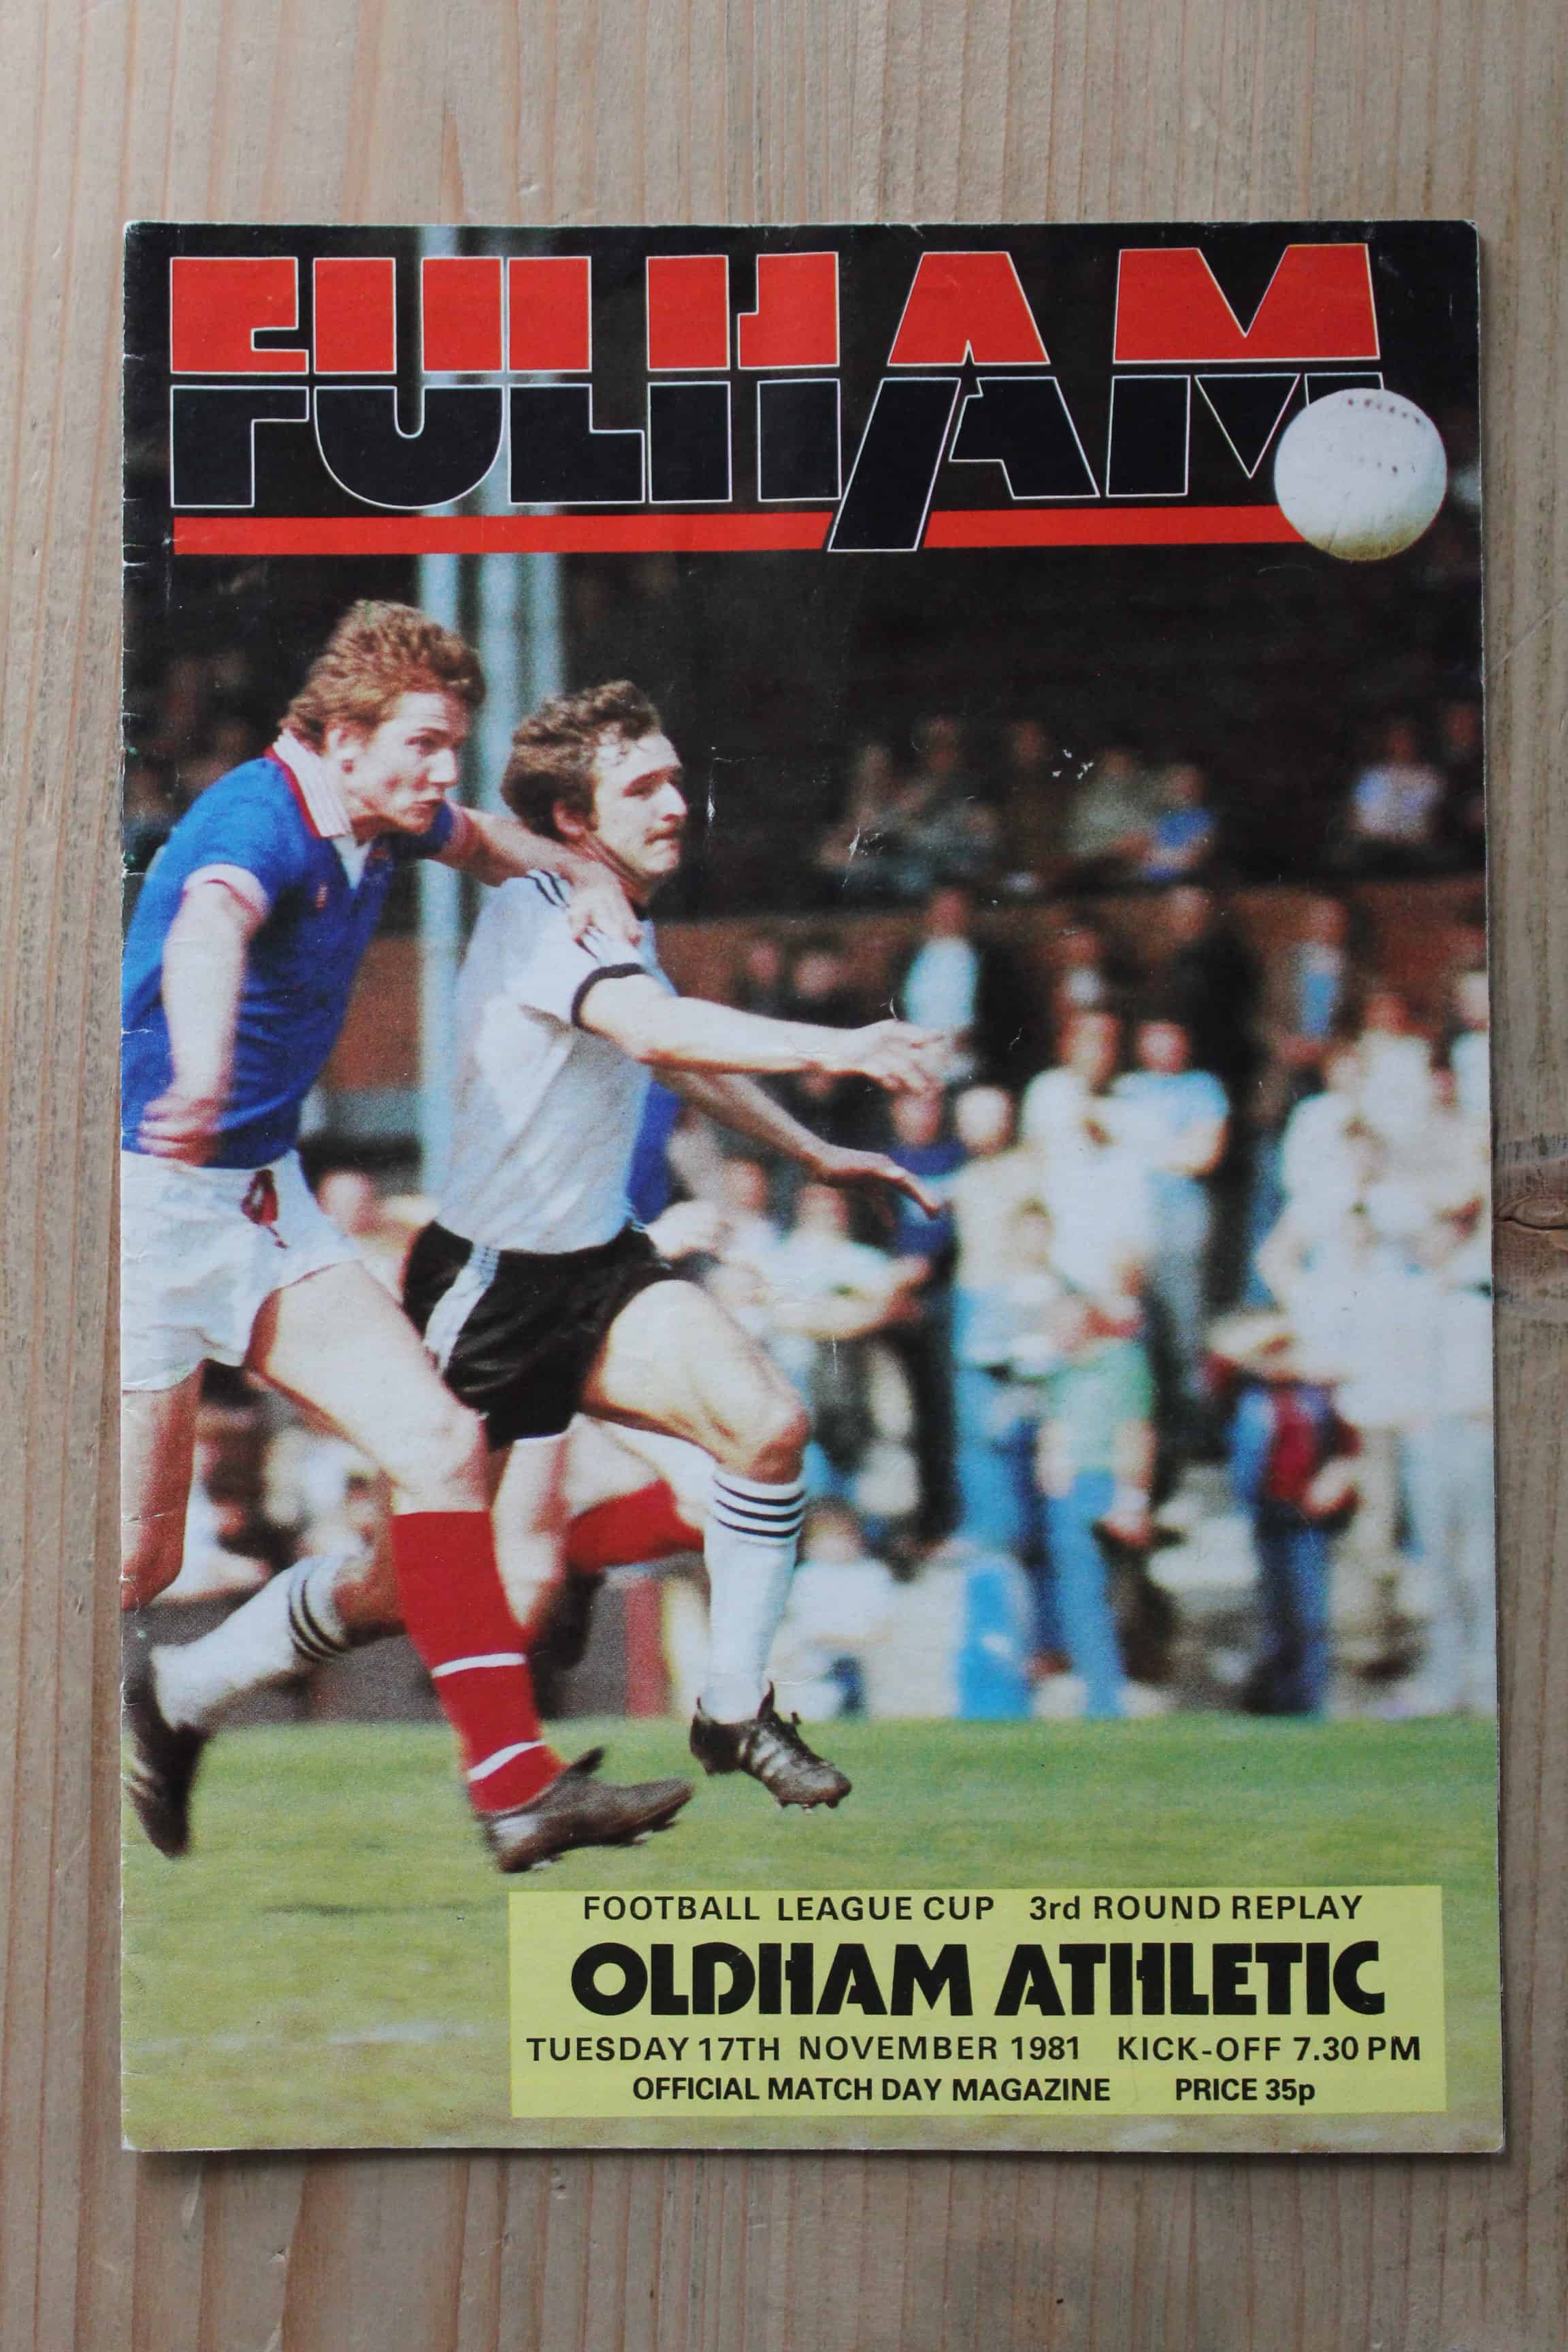 FULHAM
FOOTBALL LEAGUE CUP 3rd ROUND REPLAY
OLDHAM ATHLETIC
TUESDAY 17TH NOVEMBER 1981 KICK-OFF 7.30 PM
OFFICIAL MATCH DAY MAGAZINE PRICE 35p